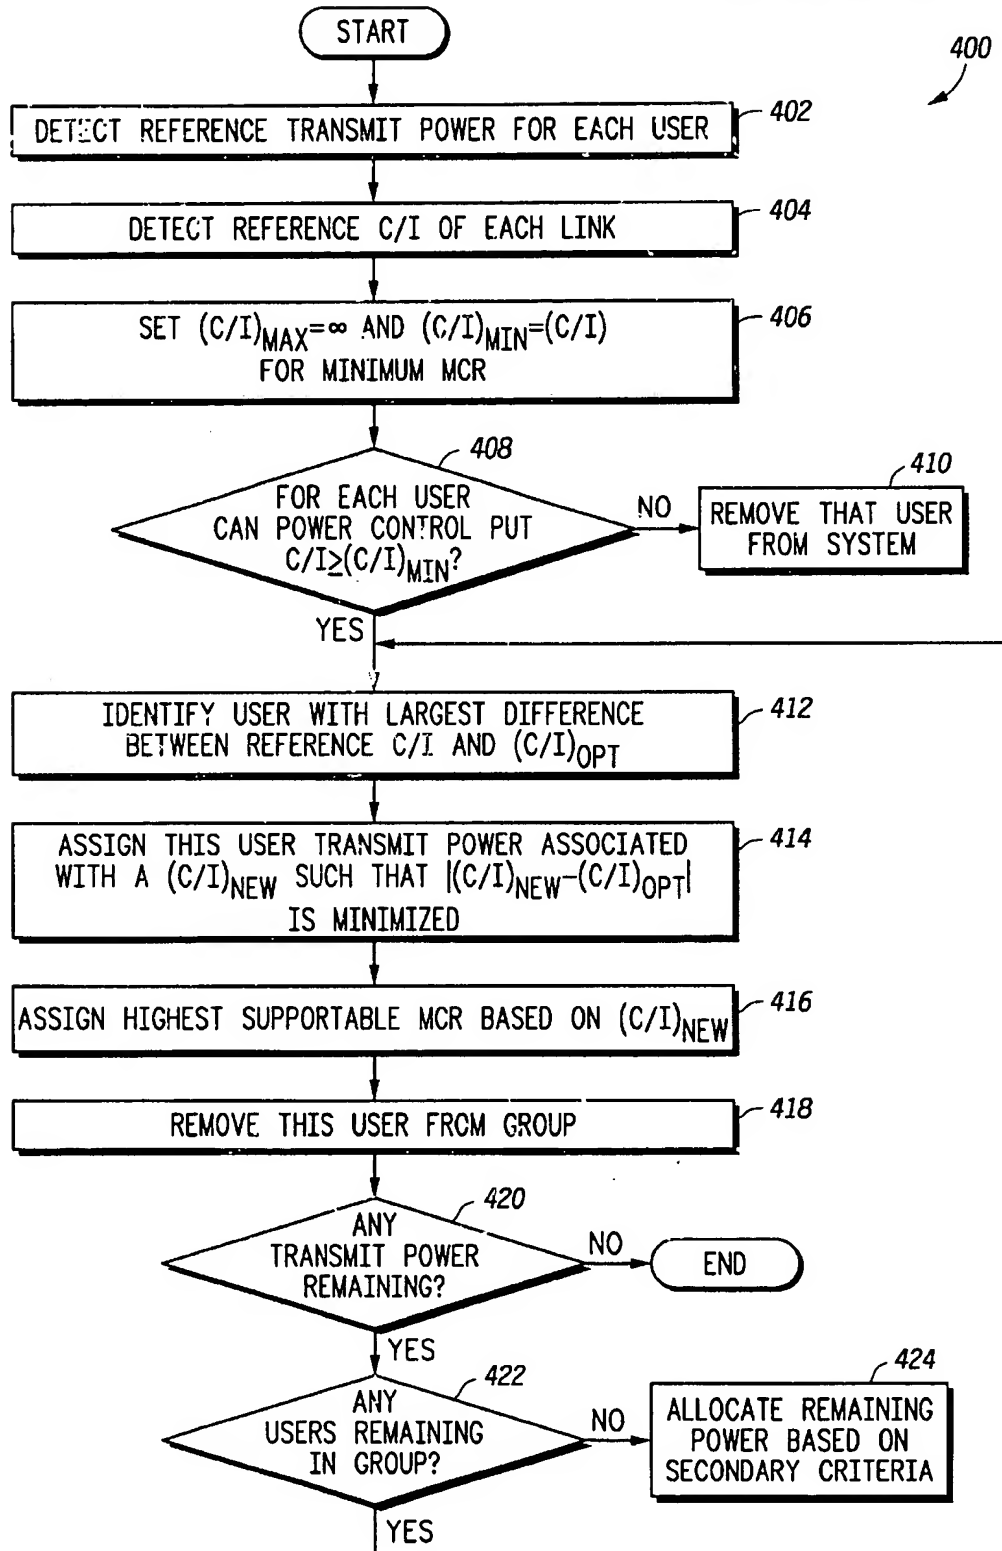 START
400
DETECT REFERENCE TRANSMIT POWER FOR EACH USER
402
DETECT REFERENCE C/I OF EACH LINK
404
SET (C/I)MAX=∞ AND (C/I)MIN=(C/I)
FOR MINIMUM MCR
406
408
FOR EACH USER
CAN POWER CONTROL PUT
C/I≥(C/I)MIN?
NO
410
REMOVE THAT USER
FROM SYSTEM
YES
IDENTIFY USER WITH LARGEST DIFFERENCE
BETWEEN REFERENCE C/I AND (C/I)OPT
412
ASSIGN THIS USER TRANSMIT POWER ASSOCIATED
WITH A (C/I)NEW SUCH THAT |(C/I)NEW-(C/I)OPT|
IS MINIMIZED
414
ASSIGN HIGHEST SUPPORTABLE MCR BASED ON (C/I)NEW
416
REMOVE THIS USER FROM GROUP
418
420
ANY
TRANSMIT POWER
REMAINING?
NO
END
YES
422
ANY
USERS REMAINING
IN GROUP?
NO
424
ALLOCATE REMAINING
POWER BASED ON
SECONDARY CRITERIA
YES